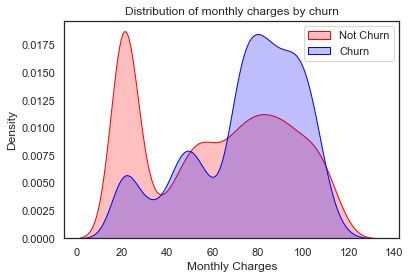 Distribution of monthly charges by churn
Not Churn
Churn
Density
0.0175
0.0150
0.0125
0.0100
0.0075
0.0050
0.0025
0.0000
0 20 40 60 80 100 120 140
Monthly Charges